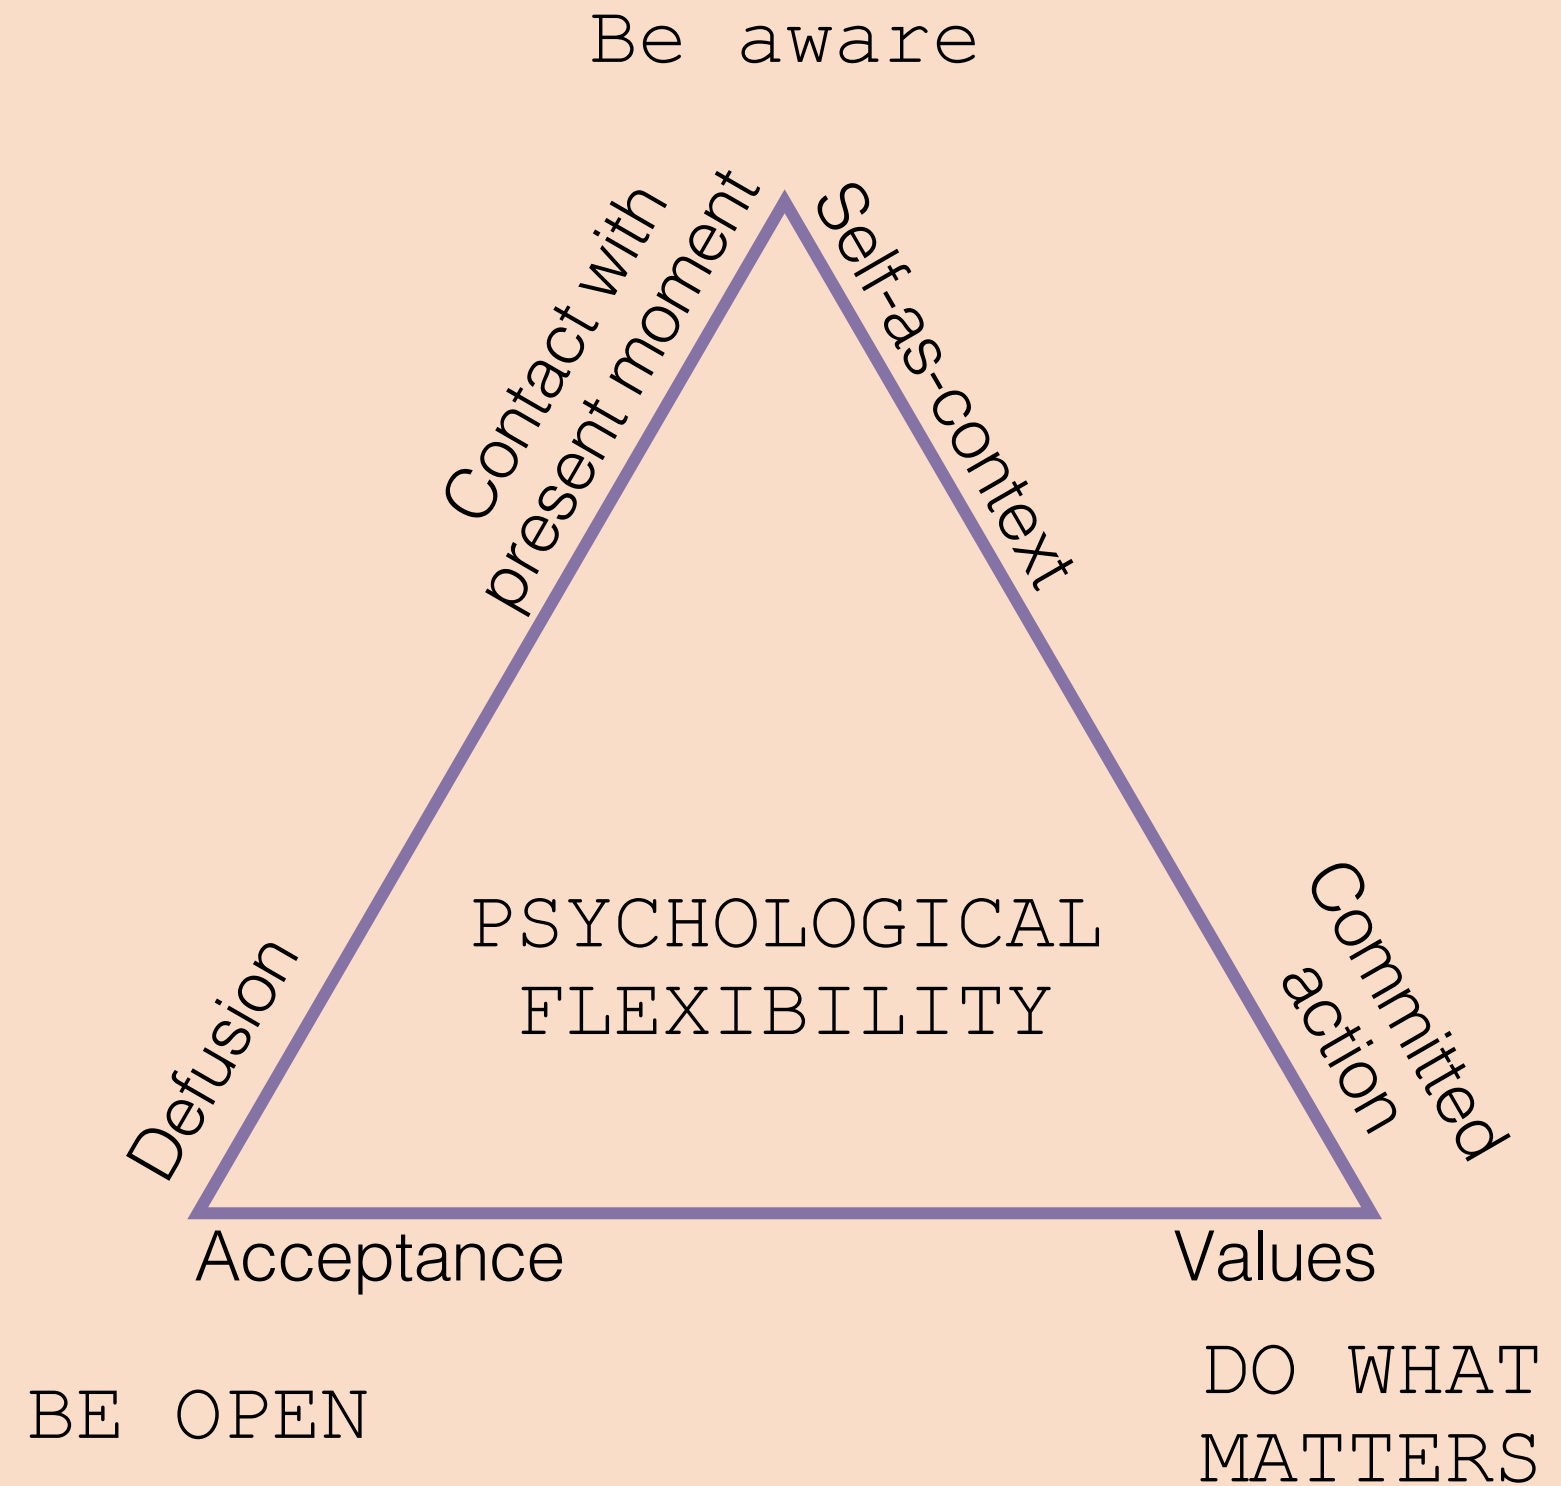 Be aware
Contact with
present moment
Self-as-context
PSYCHOLOGICAL
FLEXIBILITY
Defusion
Committed
action
Acceptance
Values
BE OPEN
DO WHAT
MATTERS